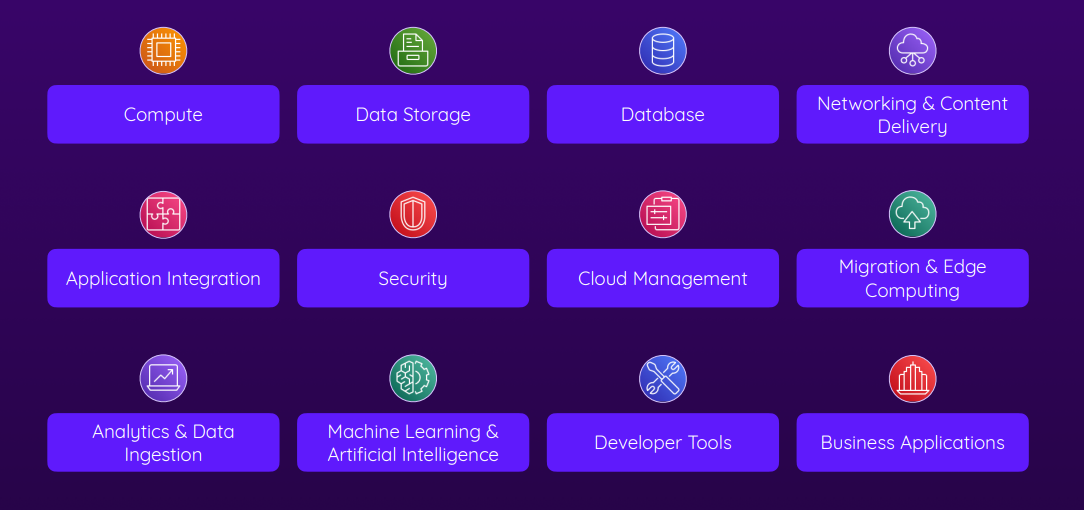 Compute
Data Storage
Database
Networking & Content
Delivery
Application Integration
Security
Cloud Management
Migration & Edge
Computing
Analytics & Data
Ingestion
Machine Learning &
Artificial Intelligence
Developer Tools
Business Applications